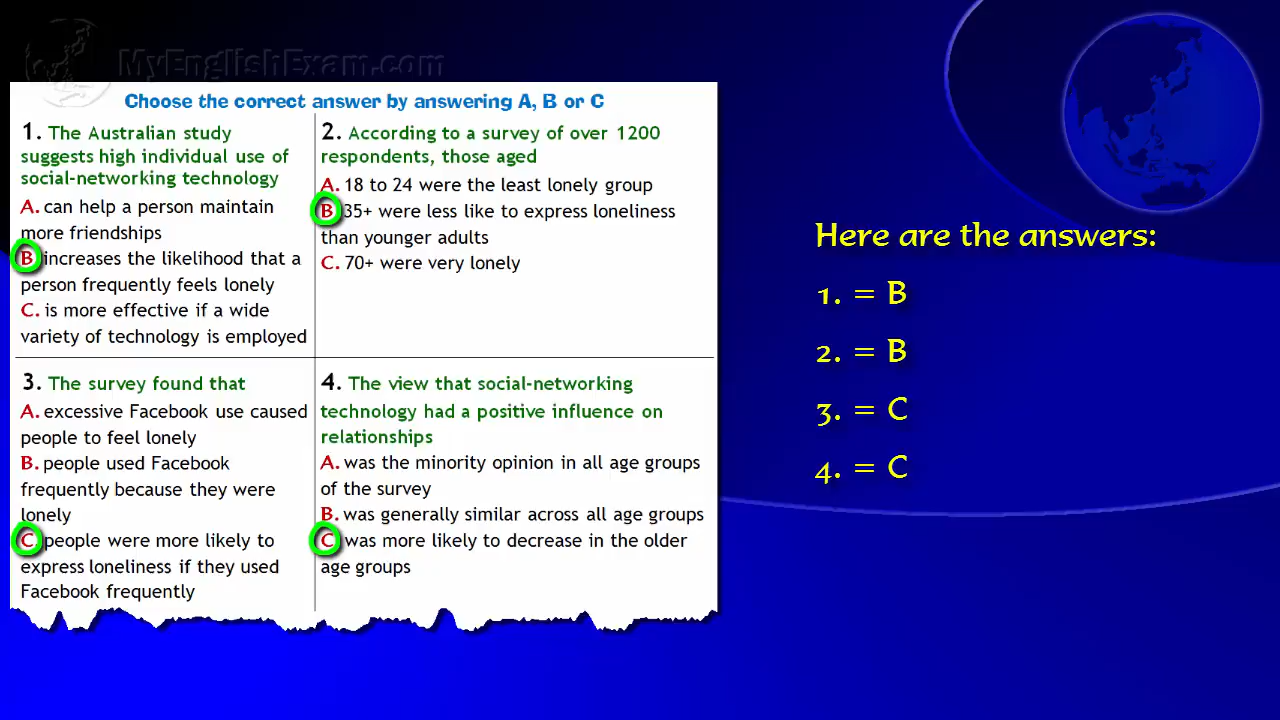 MyEnglishExam.com
Choose the correct answer by answering A, B or C
1. The Australian study
suggests high individual use of
social-networking technology
A. can help a person maintain
more friendships
B increases the likelihood that a
person frequently feels lonely
C. is more effective if a wide
variety of technology is employed
2. According to a survey of over 1200
respondents, those aged
A. 18 to 24 were the least lonely group
B 35+ were less like to express loneliness
than younger adults
C. 70+ were very lonely
3. The survey found that
A. excessive Facebook use caused
people to feel lonely
B. people used Facebook
frequently because they were
lonely
C. people were more likely to
express loneliness if they used
Facebook frequently
4. The view that social-networking
technology had a positive influence on
relationships
A. was the minority opinion in all age groups
of the survey
B. was generally similar across all age groups
C was more likely to decrease in the older
age groups
Here are the answers:
1. = B
2. = B
3. = C
4. = C